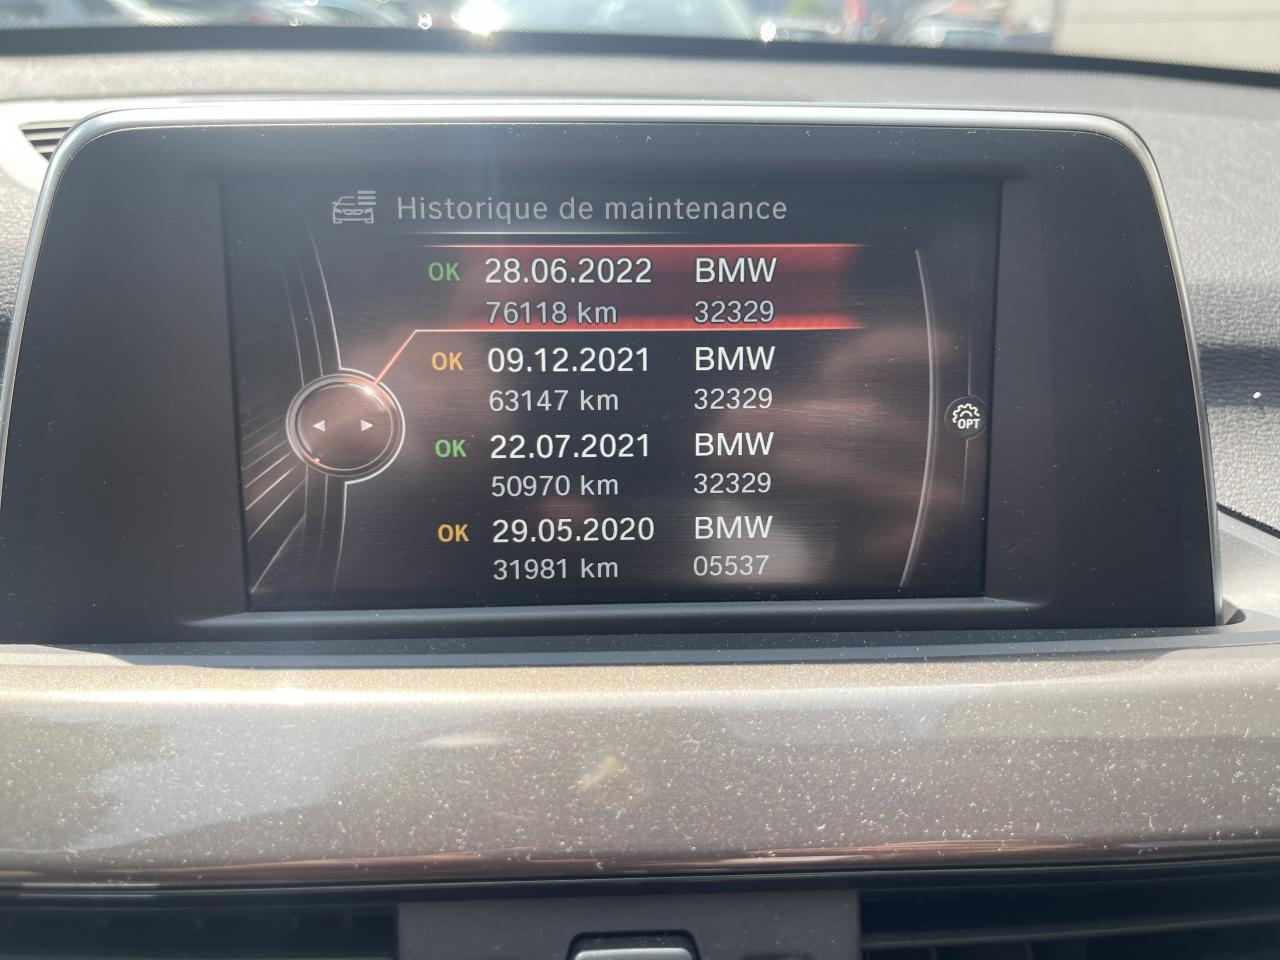 Historique de maintenance
OK 28.06.2022 BMW
76118 km 32329
OK 09.12.2021 BMW
63147 km 32329
OK 22.07.2021 BMW
50970 km 32329
OK 29.05.2020 BMW
31981 km 05537
OPT